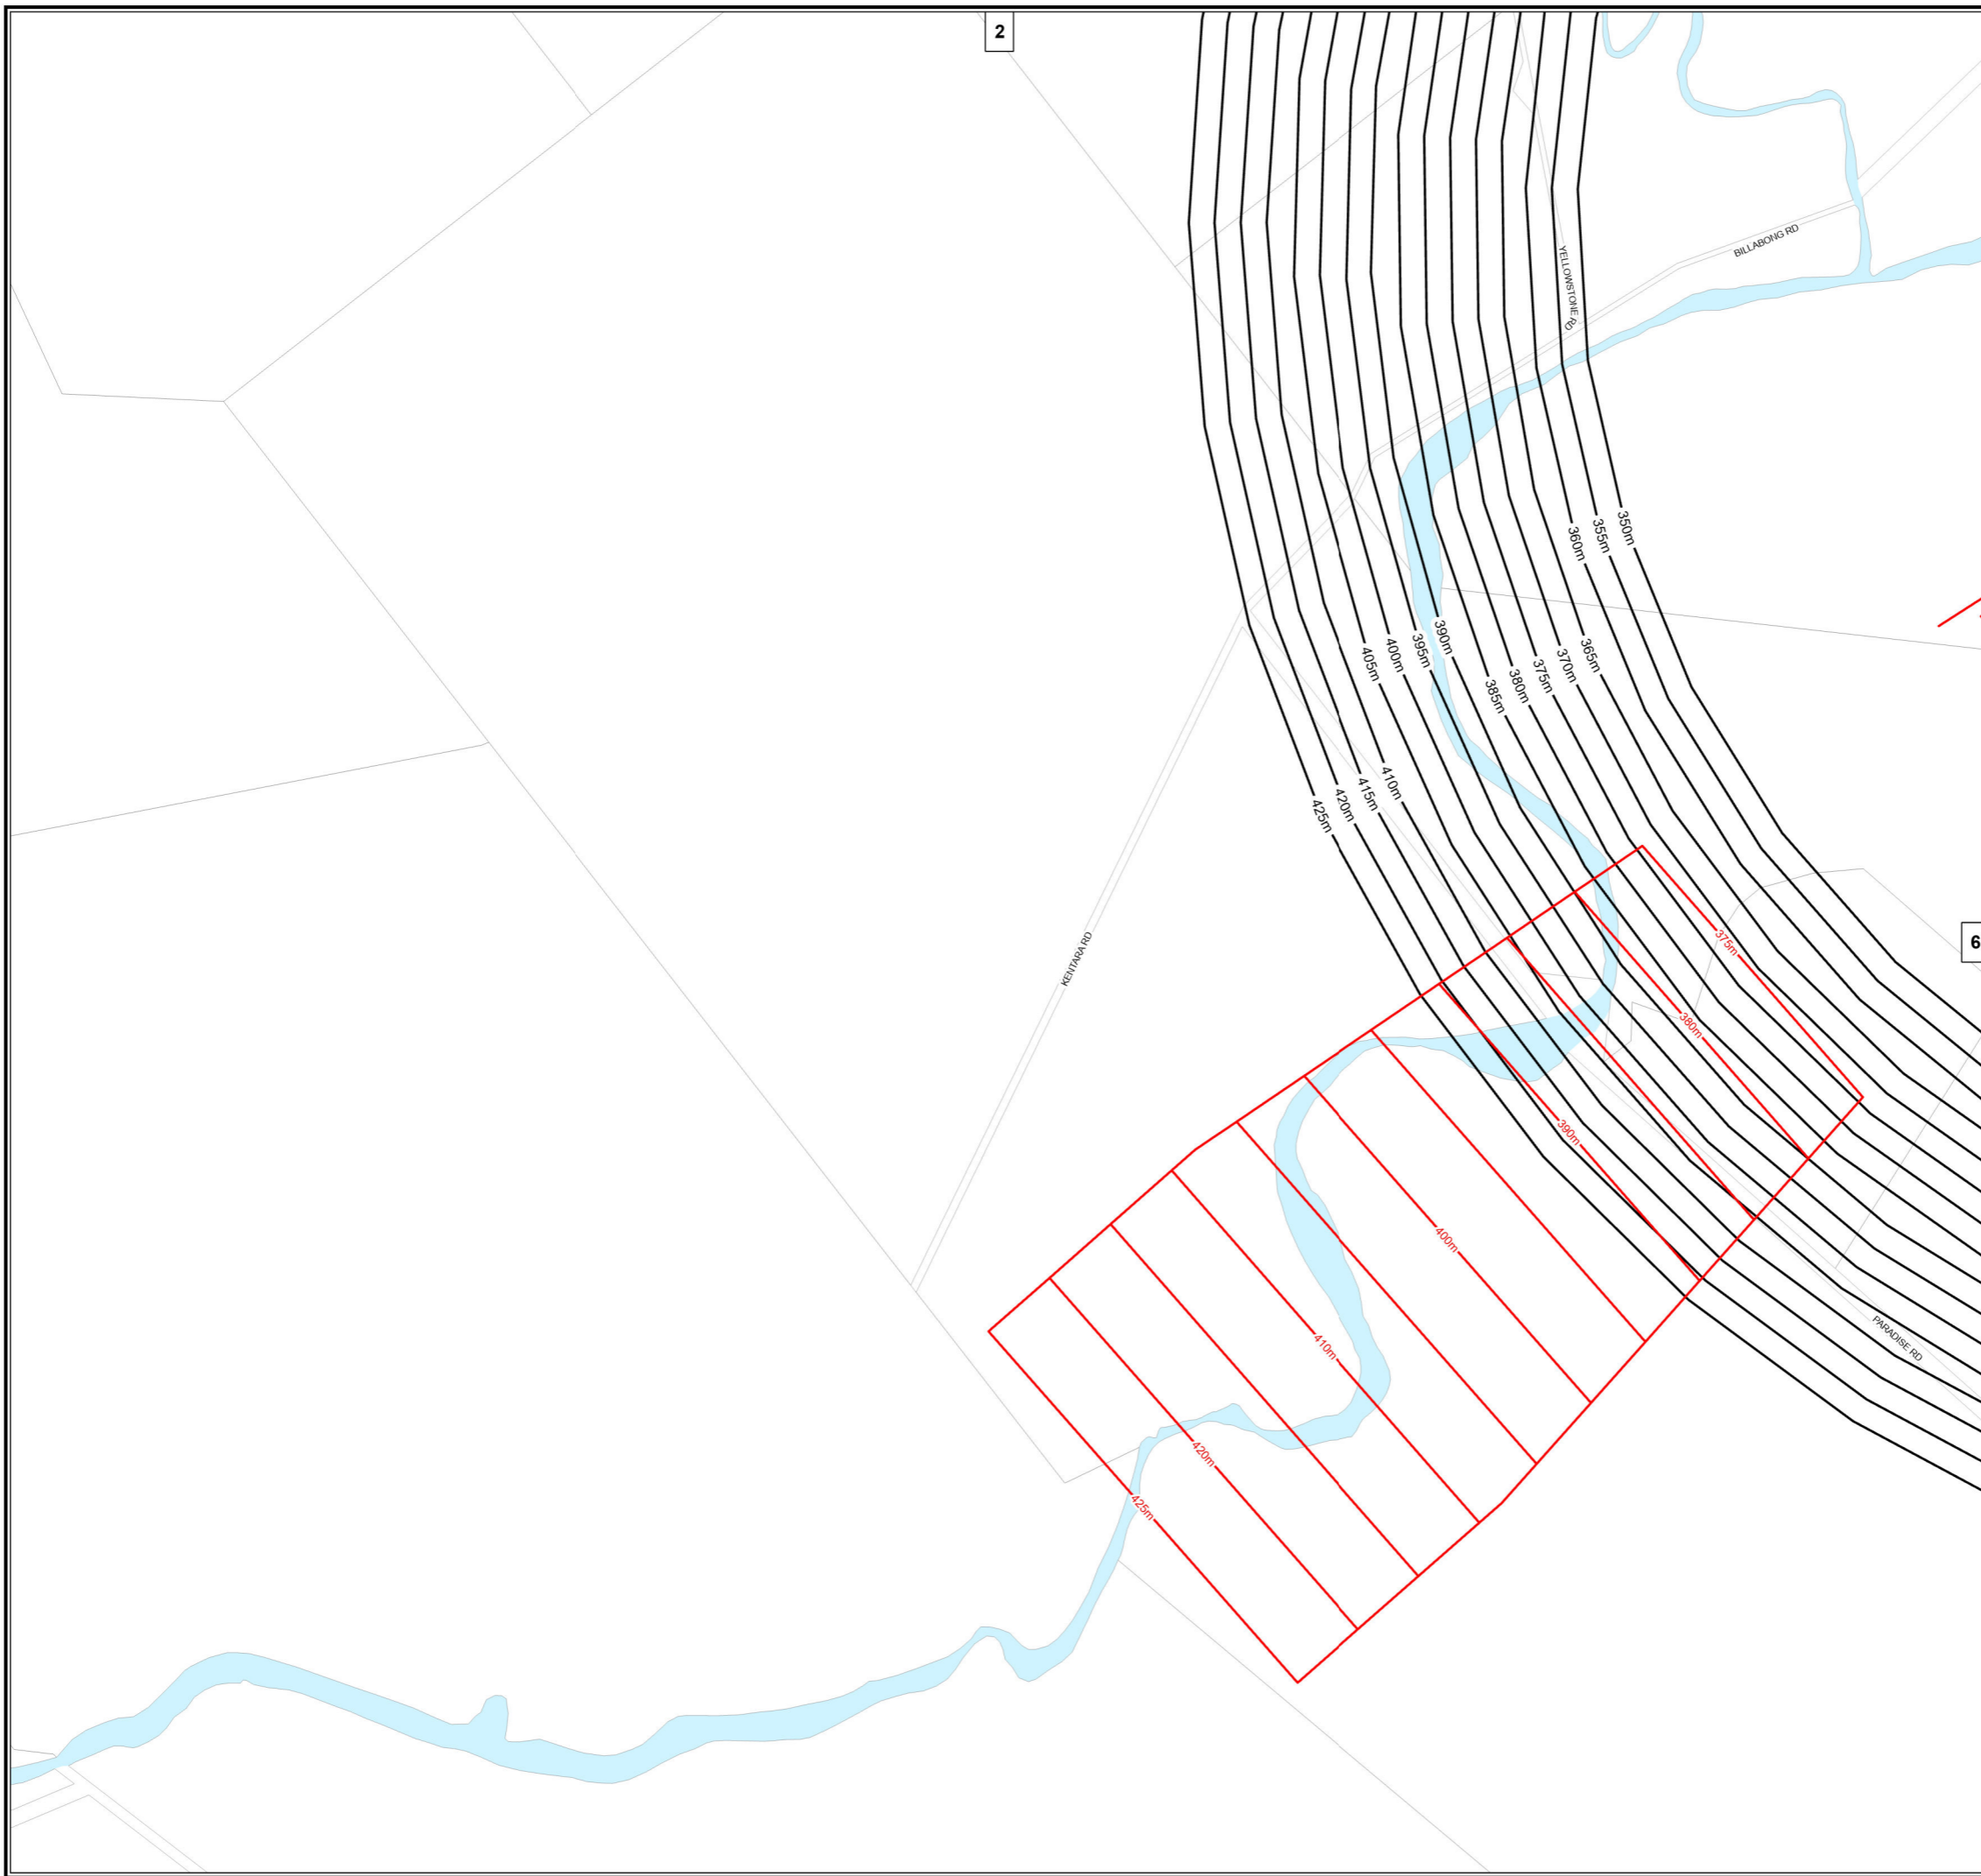 2
BILLABONG RD
YELLOWSTONE RD
350m
355m
360m
365m
370m
375m
380m
385m
390m
395m
400m
405m
410m
415m
420m
425m
6
KENTARA RD
375m
380m
390m
400m
410m
420m
425m
PARADISE RD